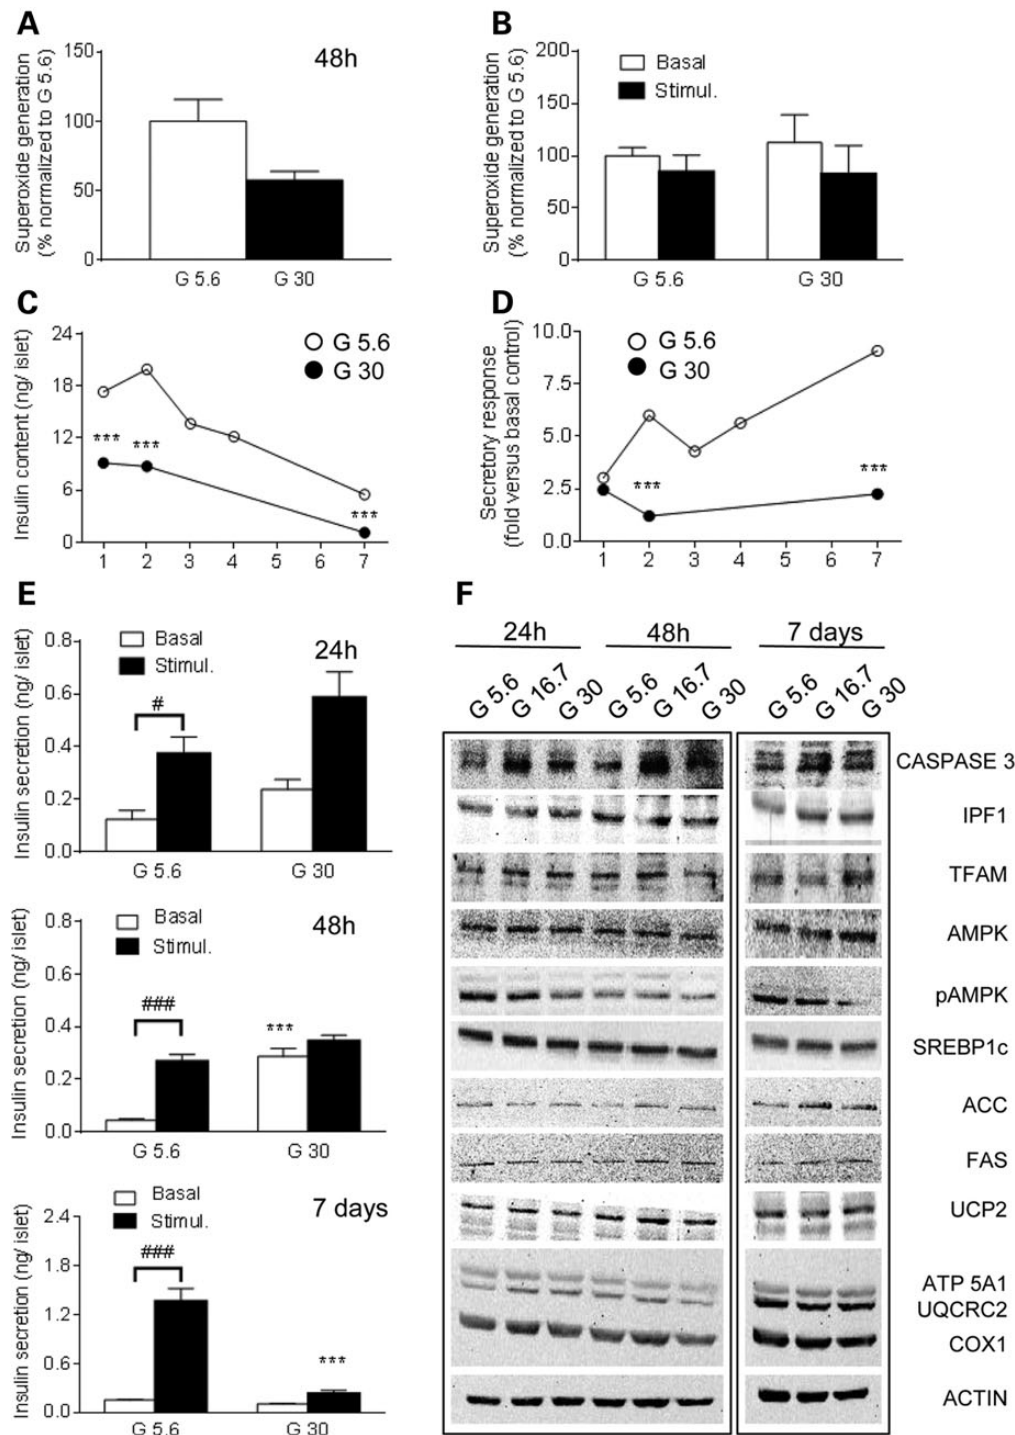 A
Superoxide generation
(% normalized to G 5.6)
150
100
50
0
48h
G 5.6
G 30
B
Superoxide generation
(% normalized to G 5.6)
200
150
100
50
0
Basal
Stimul.
G 5.6
G 30
C
Insulin content (ng/ islet)
24
18
12
6
0
G 5.6
G 30
***
***
***
1 2 3 4 5 6 7
D
Secretory response
(fold versus basal control)
10.0
7.5
5.0
2.5
0.0
G 5.6
G 30
***
***
1 2 3 4 5 6 7
E
Insulin secretion (ng/ islet)
0.8
0.6
0.4
0.2
0.0
Basal
Stimul.
24h
#
G 5.6
G 30
Insulin secretion (ng/ islet)
0.8
0.6
0.4
0.2
0.0
Basal
Stimul.
48h
###
***
G 5.6
G 30
Insulin secretion (ng/ islet)
2.4
1.8
1.2
0.6
0.0
Basal
Stimul.
7 days
###
***
G 5.6
G 30
F
24h
48h
7 days
G 5.6
G 16.7
G 30
G 5.6
G 16.7
G 30
G 5.6
G 16.7
G 30
CASPASE 3
IPF1
TFAM
AMPK
pAMPK
SREBP1c
ACC
FAS
UCP2
ATP 5A1
UQCRC2
COX1
ACTIN